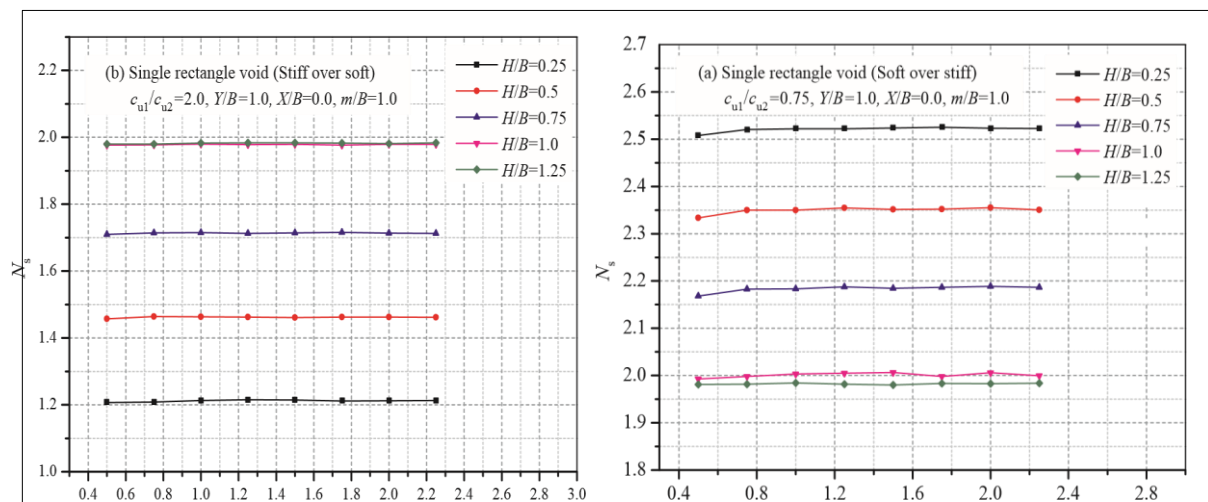 (b) Single rectangle void (Stiff over soft)
c_u1/c_u2=2.0, Y/B=1.0, X/B=0.0, m/B=1.0
H/B=0.25
H/B=0.5
H/B=0.75
H/B=1.0
H/B=1.25
2.2
2.0
1.8
1.6
1.4
1.2
1.0
N_s
0.4 0.6 0.8 1.0 1.2 1.4 1.6 1.8 2.0 2.2 2.4 2.6 2.8 3.0
(a) Single rectangle void (Soft over stiff)
c_u1/c_u2=0.75, Y/B=1.0, X/B=0.0, m/B=1.0
H/B=0.25
H/B=0.5
H/B=0.75
H/B=1.0
H/B=1.25
2.7
2.6
2.5
2.4
2.3
2.2
2.1
2.0
1.9
1.8
N_s
0.4 0.8 1.2 1.6 2.0 2.4 2.8